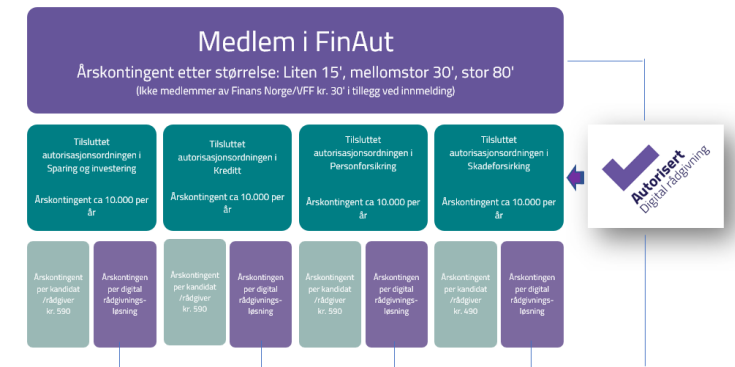 Medlem i FinAut
Årskontingent etter størrelse: Liten 15', mellomstor 30', stor 80'
(Ikke medlemmer av Finans Norge/VFF kr. 30' i tillegg ved innmelding)
Tilsluttet
autorisasjonsordningen i
Sparing og investering
Årskontingent ca 10.000 per
år
Tilsluttet
autorisasjonsordningen i
Kreditt
Årskontingent ca 10.000 per
år
Tilsluttet
autorisasjonsordningen i
Personforsikring
Årskontingent ca 10.000 per
år
Tilsluttet
autorisasjonsordningen i
Skadeforsirking
Årskontingent ca 10.000 per
år
Autorisert
Digital rådgivning
Årskontingent
per kandidat
/rådgiver
kr. 590
Årskontingen
per digital
rådgivnings-
løsning
Årskontingent
per kandidat
/rådgiver
kr. 590
Årskontingen
per digital
rådgivnings-
løsning
Årskontingent
per kandidat
/rådgiver
kr. 590
Årskontingen
per digital
rådgivnings-
løsning
Årskontingent
per kandidat
/rådgiver
kr. 490
Årskontingen
per digital
rådgivnings-
løsning